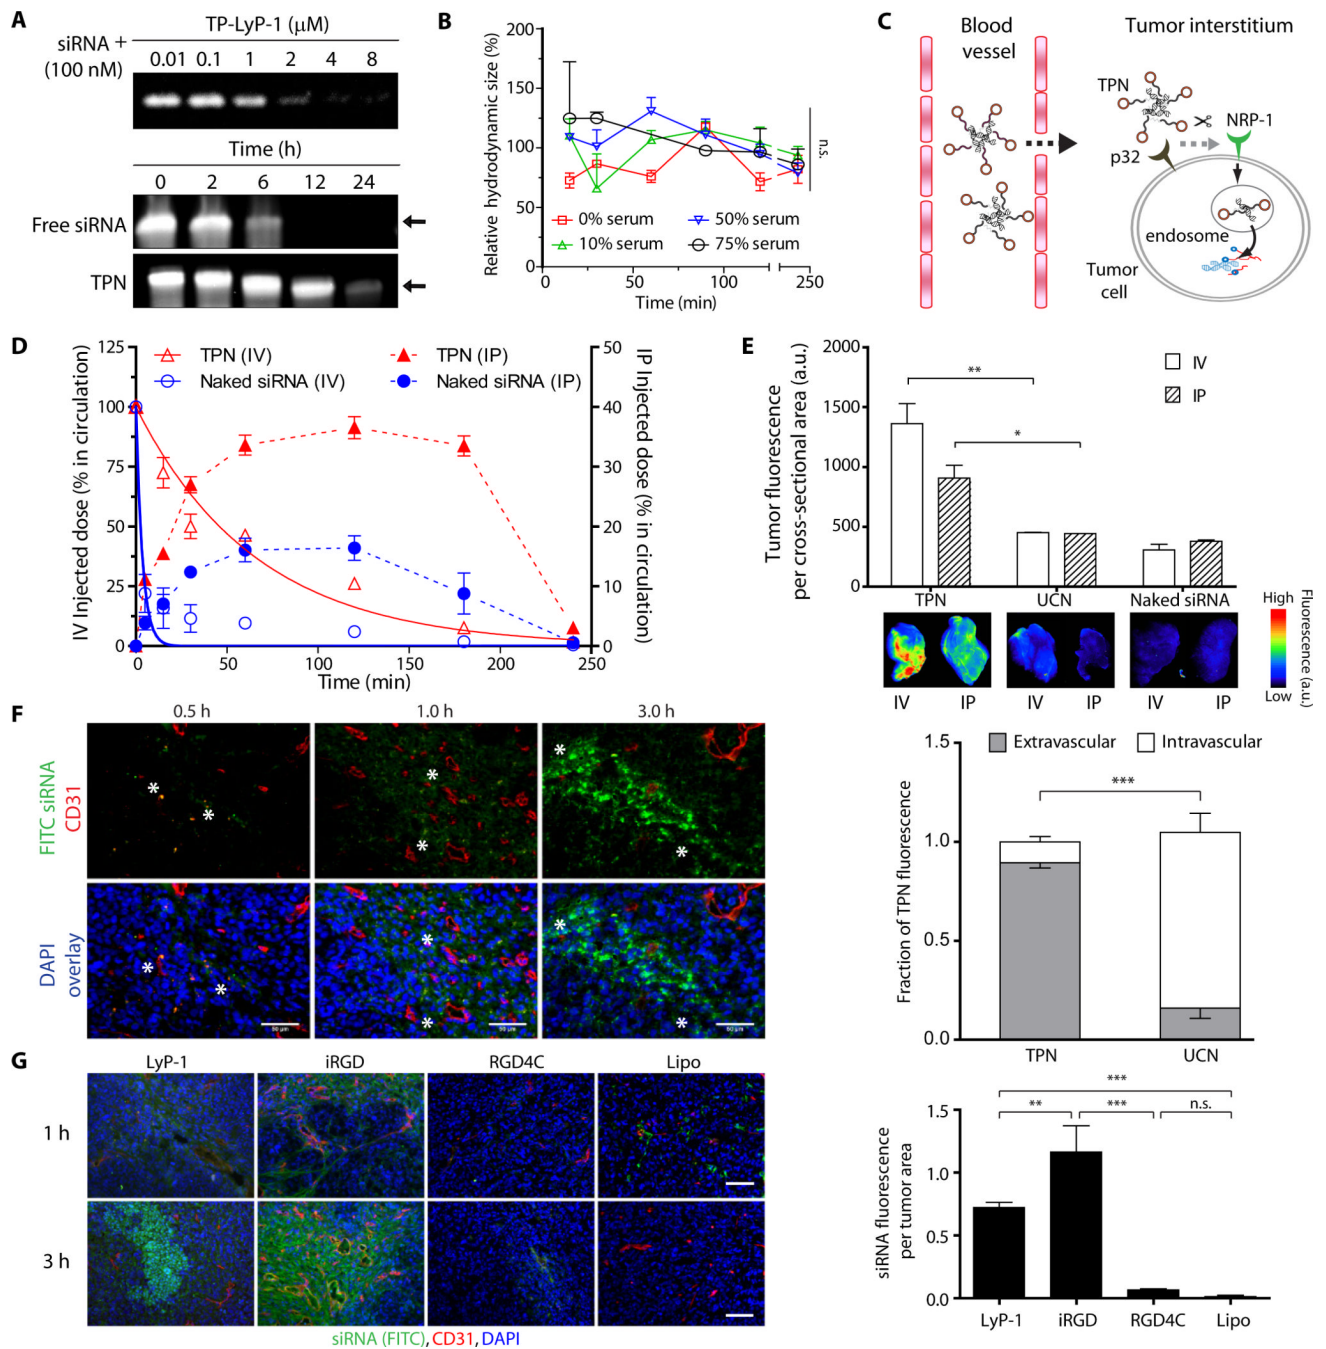 A
TP-LyP-1 (μM)
siRNA +
(100 nM)
0.01 0.1 1 2 4 8
Time (h)
0 2 6 12 24
Free siRNA
TPN
B
Relative hydrodynamic size (%)
200
150
100
50
0
0 50 100 250
Time (min)
0% serum
50% serum
10% serum
75% serum
n.s.
C
Blood
vessel
Tumor interstitium
TPN
NRP-1
p32
endosome
Tumor
cell
D
TPN (IV)
TPN (IP)
Naked siRNA (IV)
Naked siRNA (IP)
IV Injected dose (% in circulation)
125
100
75
50
25
0
IP Injected dose (% in circulation)
50
40
30
20
10
0
0 50 100 150 200 250
Time (min)
E
Tumor fluorescence
per cross-sectional area (a.u.)
2000
1500
1000
500
0
IV
IP
**
*
TPN UCN Naked siRNA
IV IP IV IP IV IP
High
Low
Fluorescence (a.u.)
F
0.5 h 1.0 h 3.0 h
FITC siRNA
CD31
DAPI
overlay
* * * * * *
* * * * * *
50 μm 50 μm 50 μm
Extravascular Intravascular
Fraction of TPN fluorescence
1.5
1.0
0.5
0.0
***
TPN UCN
G
LyP-1 iRGD RGD4C Lipo
1 h
3 h
siRNA (FITC), CD31, DAPI
siRNA fluorescence
per tumor area
1.5
1.0
0.5
0.0
***
** *** n.s.
LyP-1 iRGD RGD4C Lipo